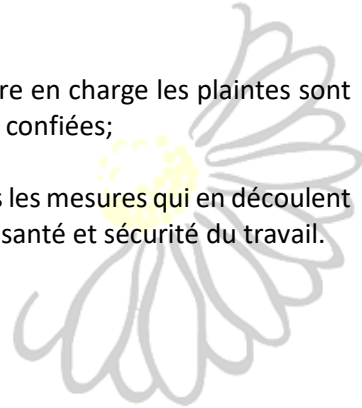 re en charge les plaintes sont
confiées;
s les mesures qui en découlent
santé et sécurité du travail.